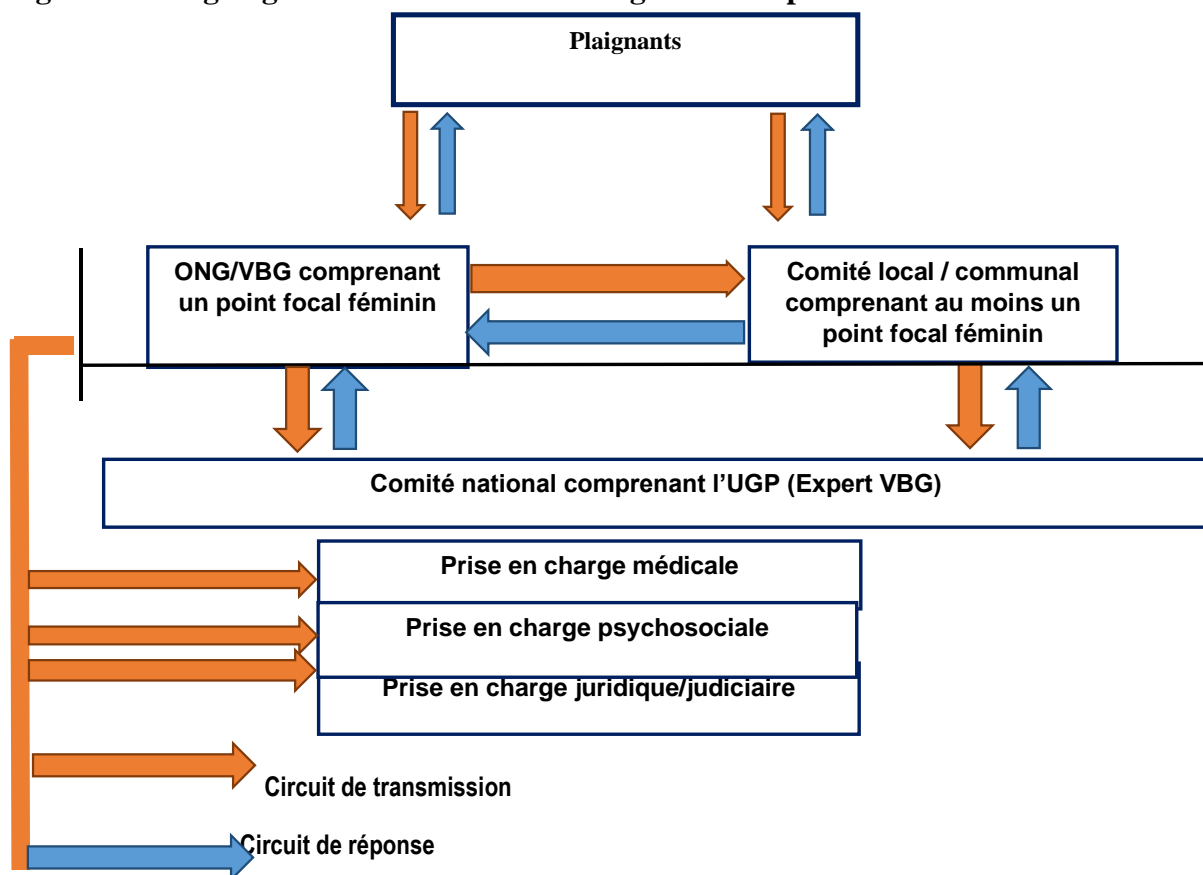 Plaignants
ONG/VBG comprenant
un point focal féminin
Comité local / communal
comprenant au moins un
point focal féminin
Comité national comprenant l’UGP (Expert VBG)
Prise en charge médicale
Prise en charge psychosociale
Prise en charge juridique/judiciaire
Circuit de transmission
Circuit de réponse